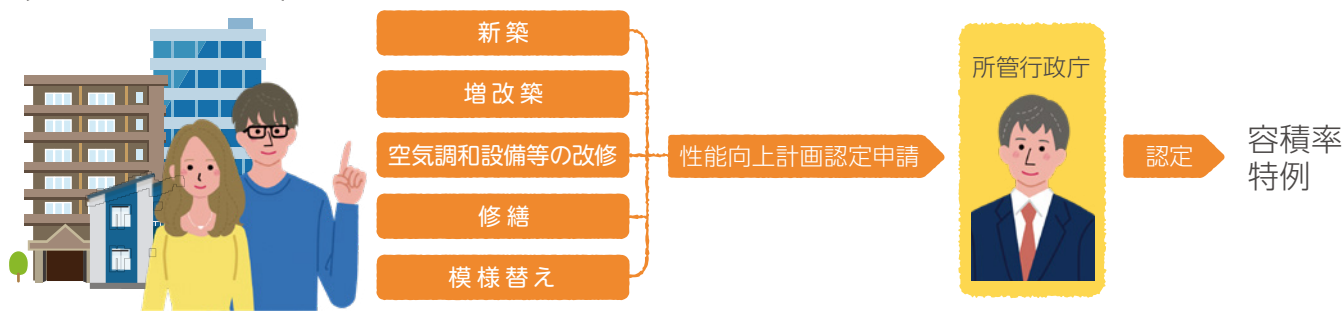 新築
増改築
空気調和設備等の改修
修繕
模様替え
性能向上計画認定申請
所管行政庁
認定
容積率
特例